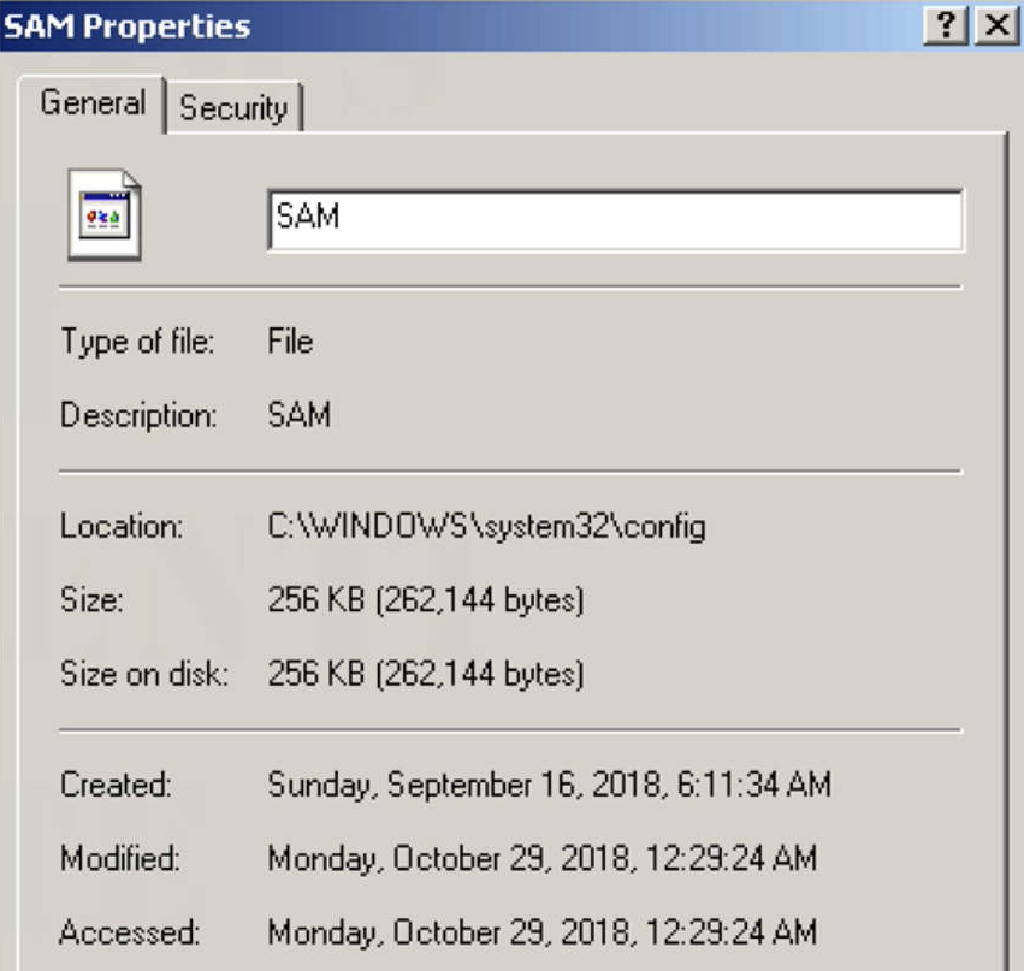 SAM Properties
General Security
SAM
Type of file: File
Description: SAM
Location: C:\WINDOWS\system32\config
Size: 256 KB (262,144 bytes)
Size on disk: 256 KB (262,144 bytes)
Created: Sunday, September 16, 2018, 6:11:34 AM
Modified: Monday, October 29, 2018, 12:29:24 AM
Accessed: Monday, October 29, 2018, 12:29:24 AM